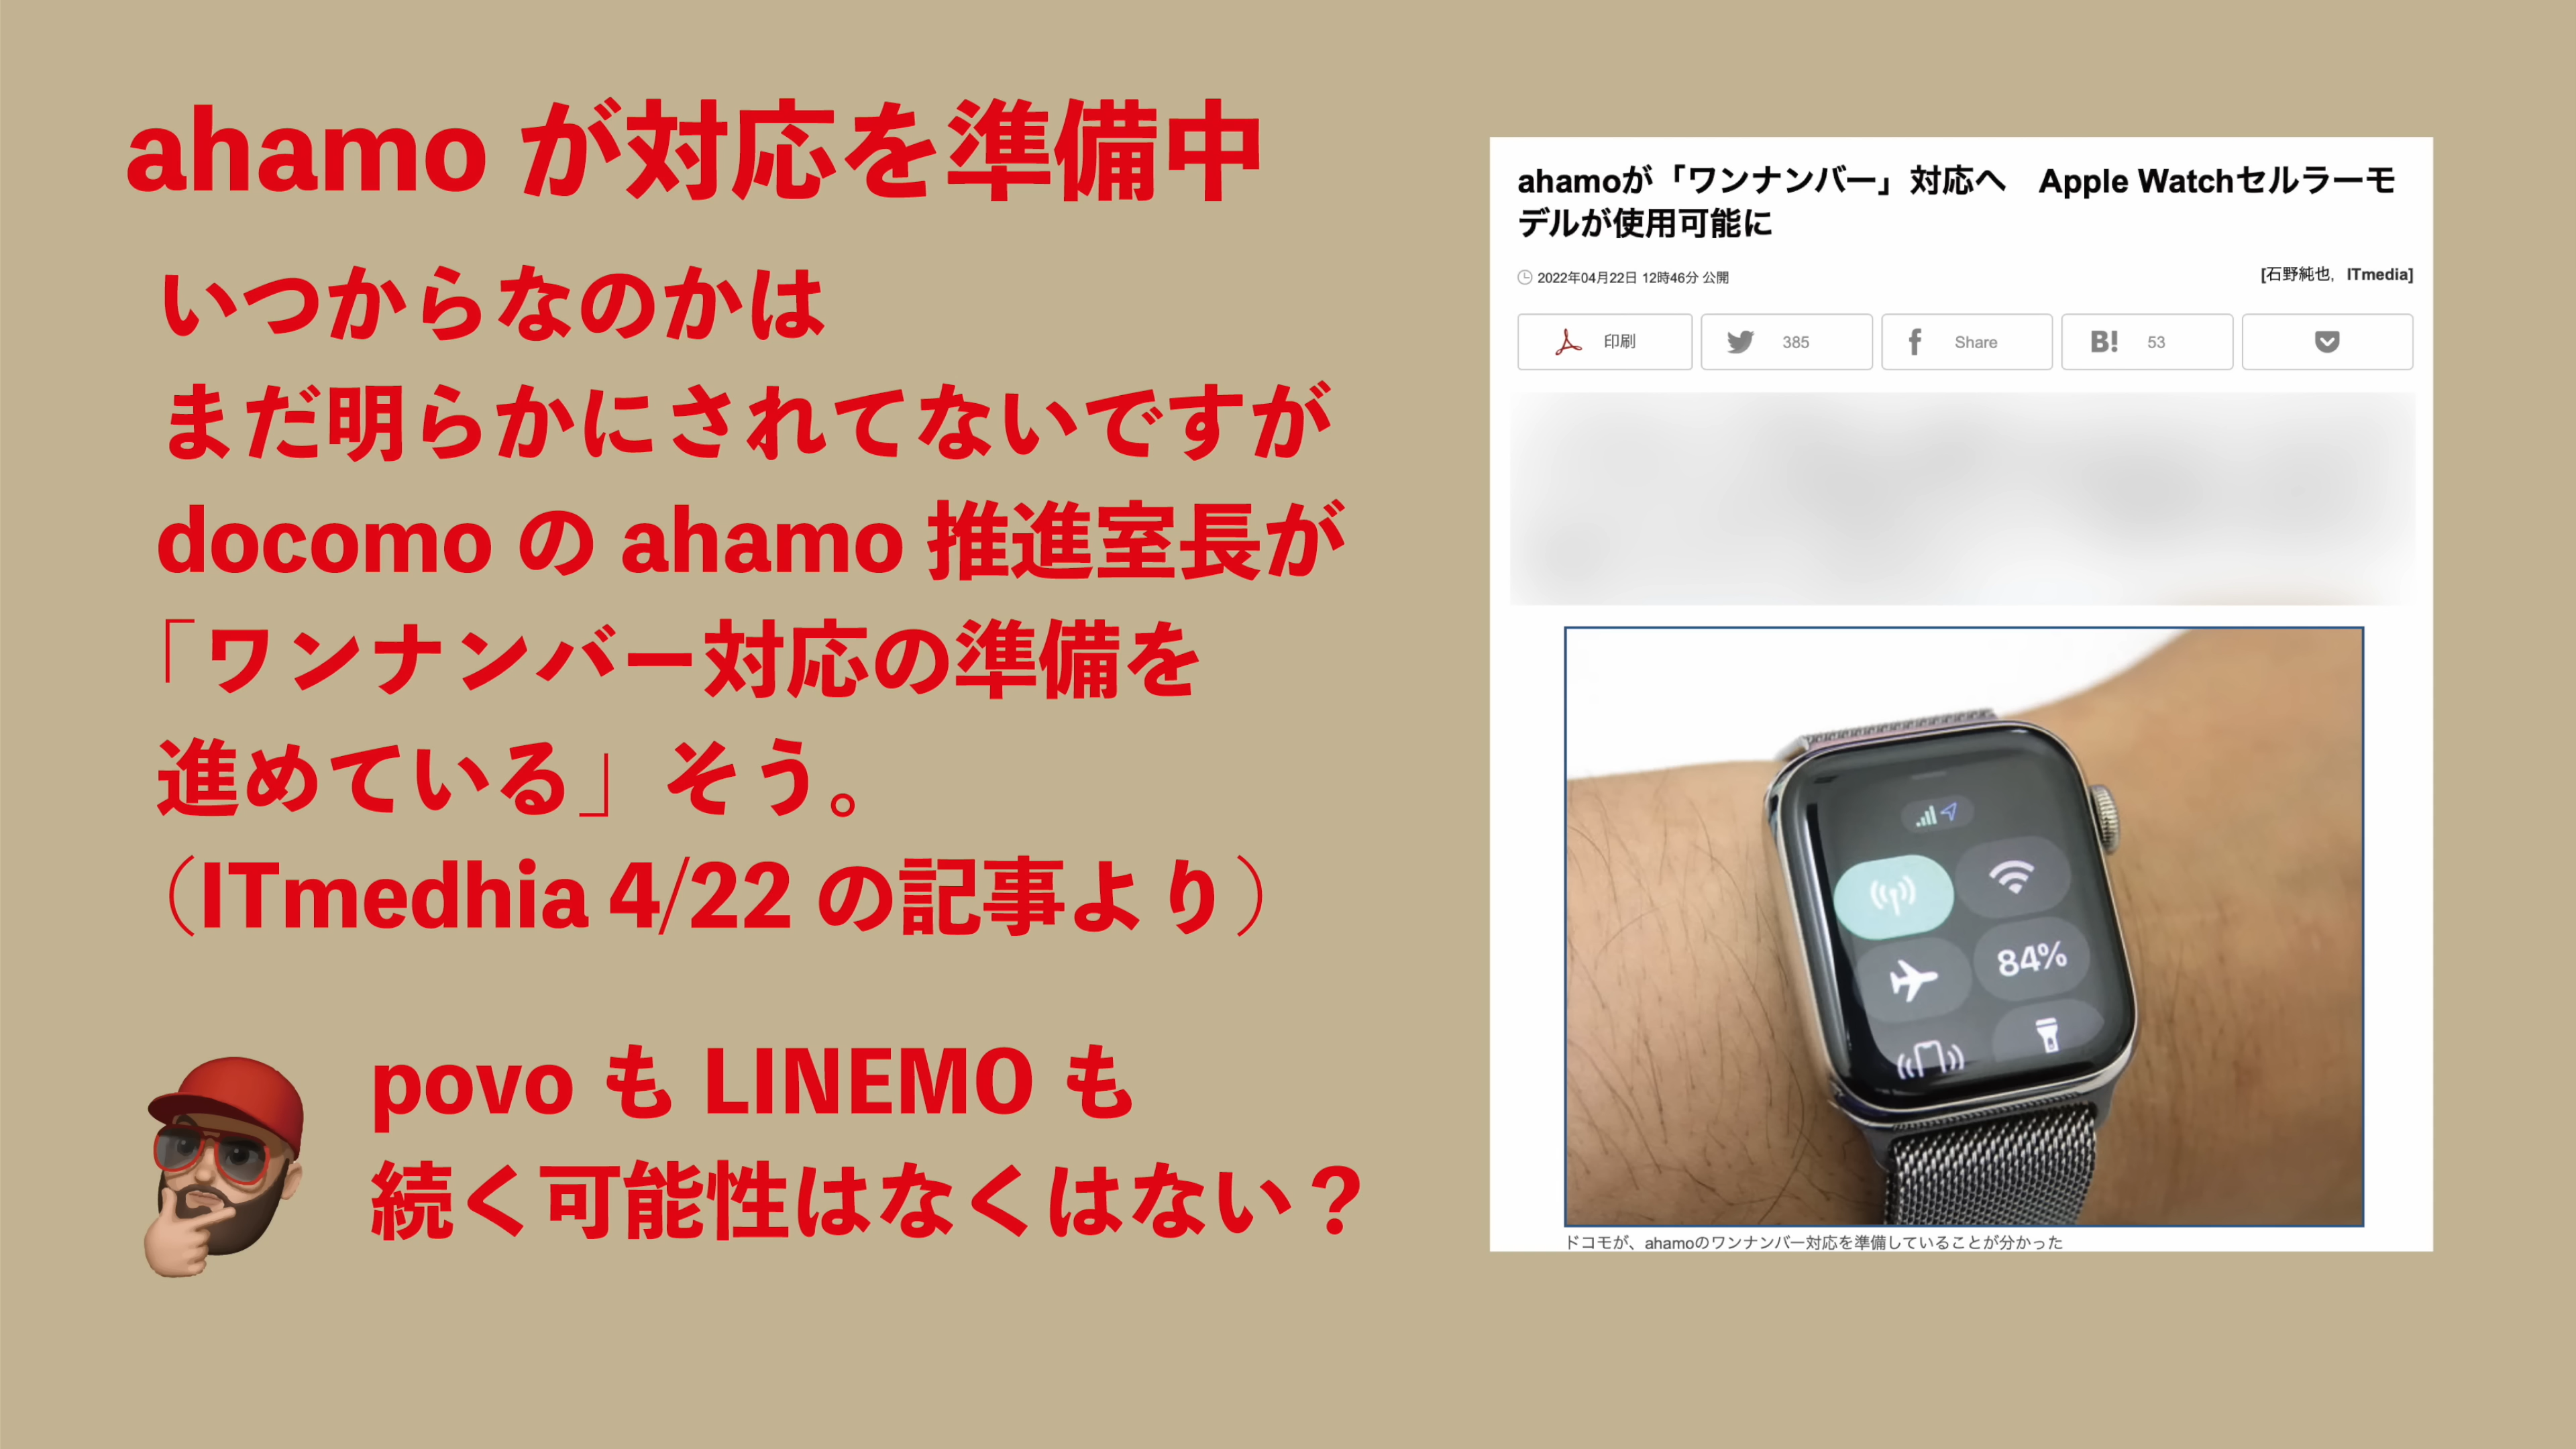 ahamo が対応を準備中
いつからなのかは
まだ明らかにされてないですが
docomo の ahamo 推進室長が
「ワンナンバー対応の準備を
進めている」そう。
（ITmedhia 4/22 の記事より）
povo も LINEMO も
続く可能性はなくはない？
ahamoが「ワンナンバー」対応へ　Apple Watchセルラーモ
デルが使用可能に
2022年04月22日 12時46分 公開
[石野純也，ITmedia]
印刷
385
Share
B! 53
84%
ドコモが、ahamoのワンナンバー対応を準備していることが分かった